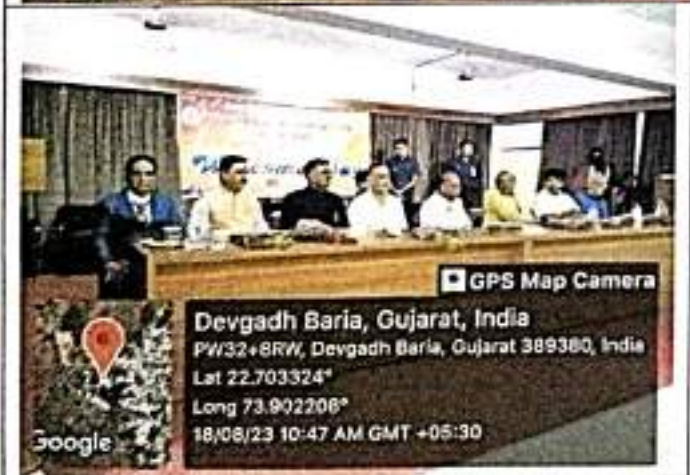 GPS Map Camera
Devgadh Baria, Gujarat, India
PW32+8RW, Devgadh Baria, Gujarat 389380, India
Lat 22.703324°
Long 73.902206°
18/08/23 10:47 AM GMT +05:30
Google